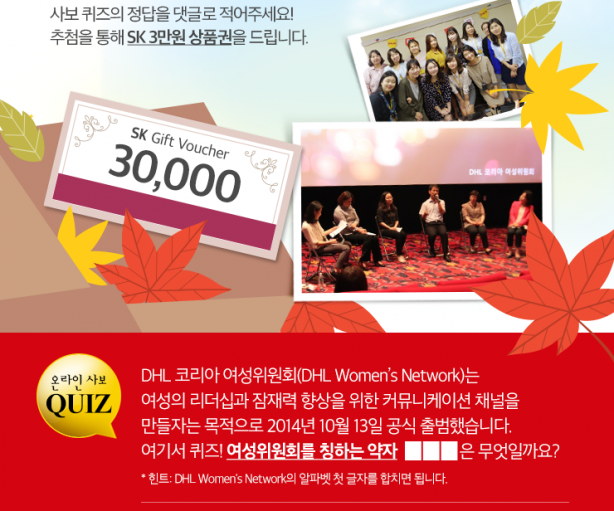 사보 퀴즈의 정답을 댓글로 적어주세요!
추첨을 통해 SK 3만원 상품권을 드립니다.
SK Gift Voucher
30,000
DHL 코리아 여성위원회
온라인 사보
QUIZ
DHL 코리아 여성위원회(DHL Women's Network)는
여성의 리더십과 잠재력 향상을 위한 커뮤니케이션 채널을
만들자는 목적으로 2014년 10월 13일 공식 출범했습니다.
여기서 퀴즈! 여성위원회를 칭하는 약자 ■■■은 무엇일까요?
* 힌트: DHL Women's Network의 알파벳 첫 글자를 합치면 됩니다.